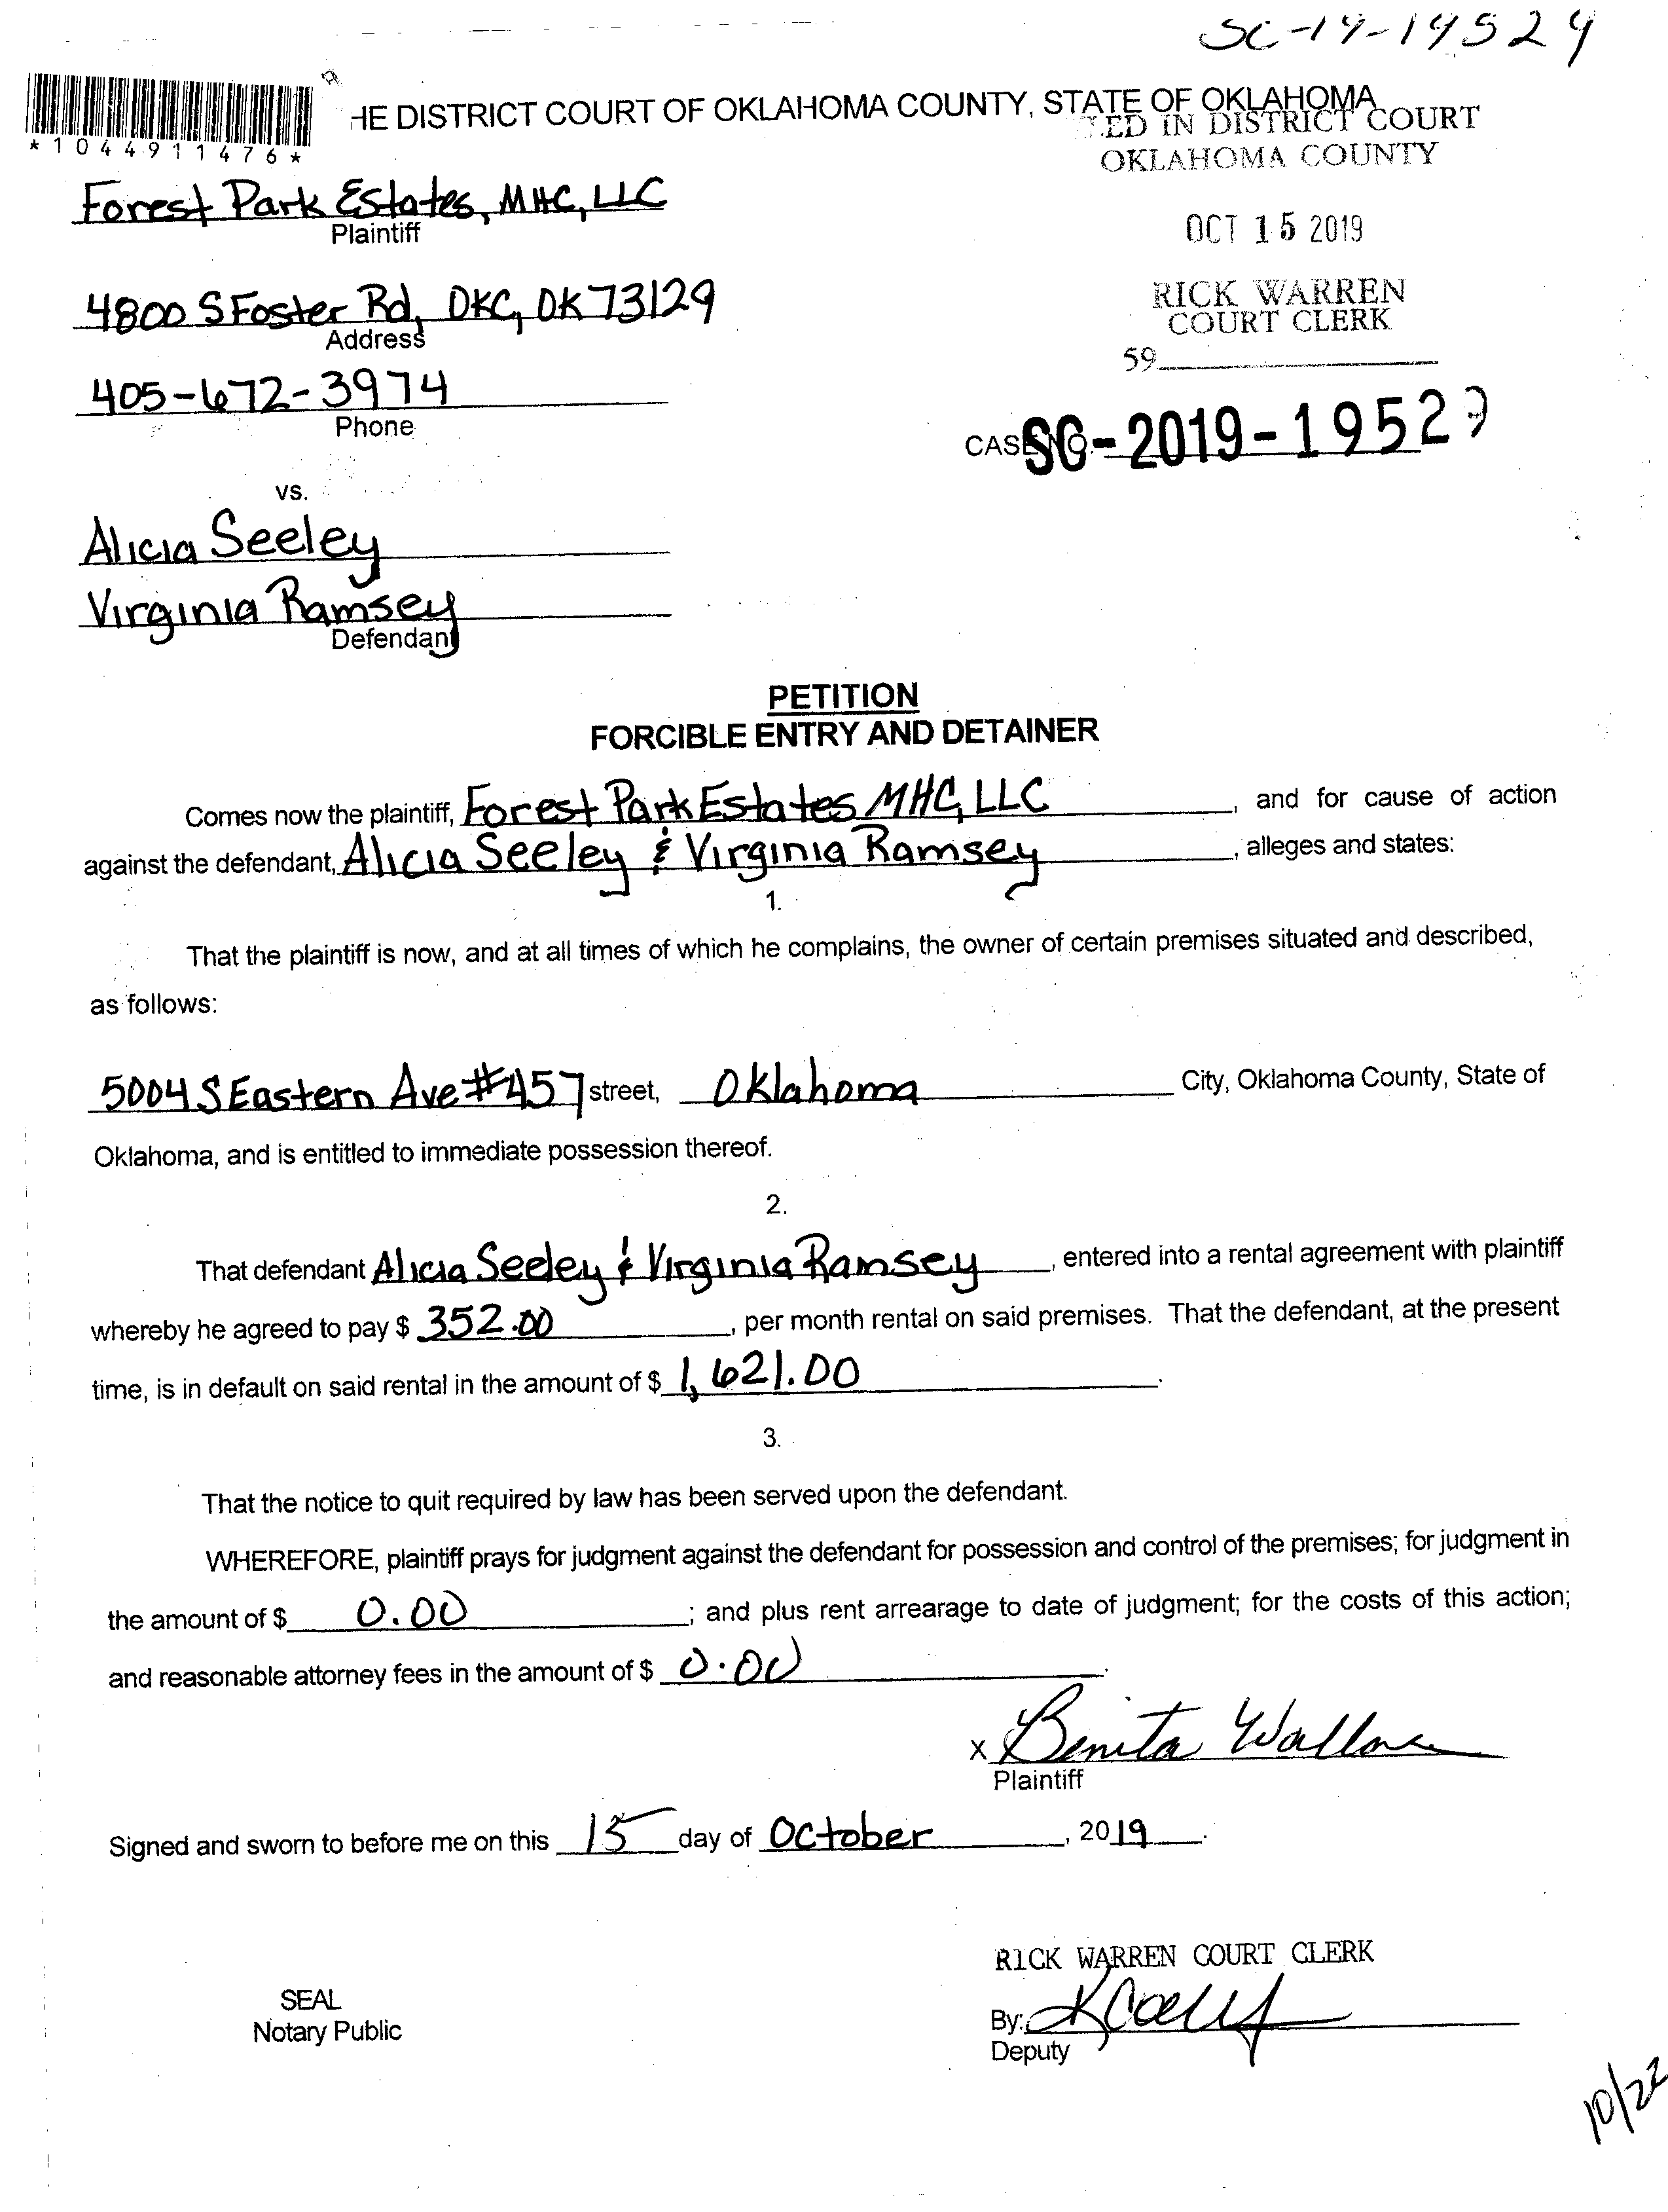 SC-19-19529
HE DISTRICT COURT OF OKLAHOMA COUNTY, STATE OF OKLAHOMA
ED IN DISTRICT COURT
*1044911476*
OKLAHOMA COUNTY
Forest Park Estates, MHC, LLC
Plaintiff
OCT 15 2019
4800 S Foster Rd, OKC, OK 73129
Address
RICK WARREN
COURT CLERK
59
405-672-3974
Phone
CASE NO. SC-2019-19529
vs.
Alicia Seeley
Virginia Ramsey
Defendant
PETITION
FORCIBLE ENTRY AND DETAINER
Comes now the plaintiff, Forest Park Estates MHC, LLC, and for cause of action
against the defendant, Alicia Seeley & Virginia Ramsey, alleges and states:
1.
That the plaintiff is now, and at all times of which he complains, the owner of certain premises situated and described,
as follows:
5004 S Eastern Ave #457 street, Oklahoma City, Oklahoma County, State of
Oklahoma, and is entitled to immediate possession thereof.
2.
That defendant Alicia Seeley & Virginia Ramsey, entered into a rental agreement with plaintiff
whereby he agreed to pay $ 352.00, per month rental on said premises. That the defendant, at the present
time, is in default on said rental in the amount of $ 1,621.00.
3.
That the notice to quit required by law has been served upon the defendant.
WHEREFORE, plaintiff prays for judgment against the defendant for possession and control of the premises; for judgment in
the amount of $ 0.00; and plus rent arrearage to date of judgment; for the costs of this action;
and reasonable attorney fees in the amount of $ 0.00.
x Benita Wallace
Plaintiff
Signed and sworn to before me on this 15 day of October, 2019.
RICK WARREN COURT CLERK
SEAL
Notary Public
By:
Deputy
10/22